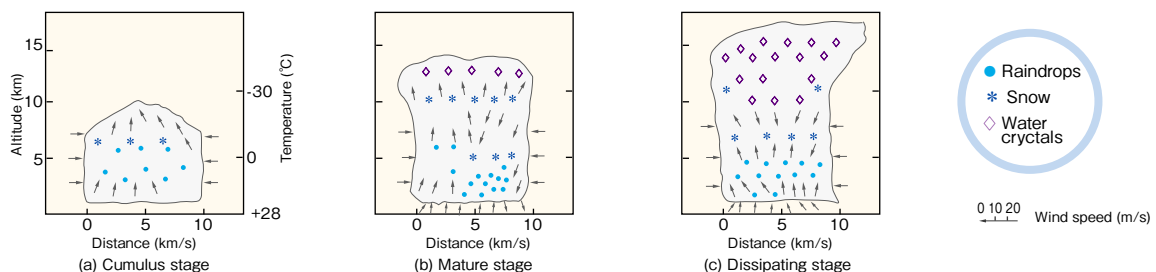 Altitude (km)
15
10
5
-30
0
+28
Temperature (°C)
0
5
10
Distance (km/s)
(a) Cumulus stage
0
5
10
Distance (km/s)
(b) Mature stage
0
5
10
Distance (km/s)
(c) Dissipating stage
Raindrops
Snow
Water
cryctals
0 10 20
Wind speed (m/s)